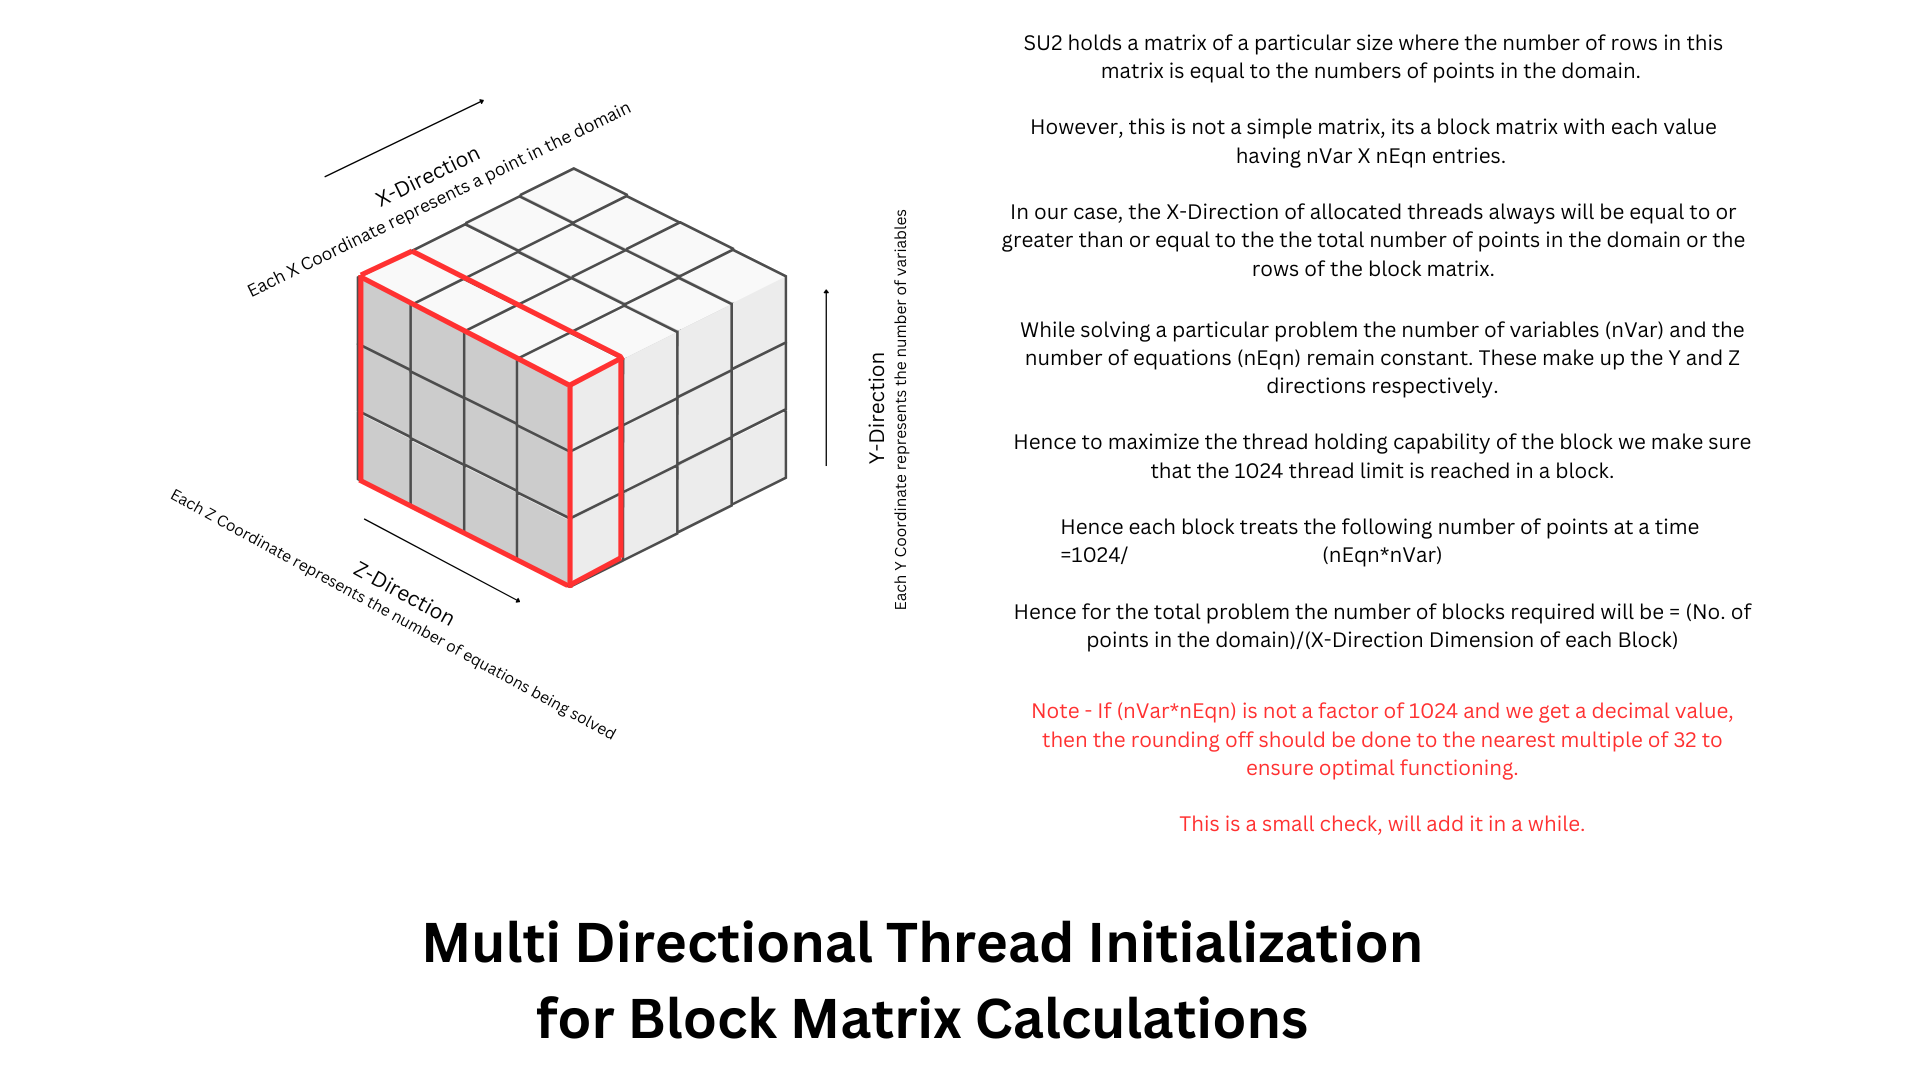 X-Direction
Each X Coordinate represents a point in the domain
Y-Direction
Each Y Coordinate represents the number of variables
Z-Direction
Each Z Coordinate represents the number of equations being solved
SU2 holds a matrix of a particular size where the number of rows in this
matrix is equal to the numbers of points in the domain.
However, this is not a simple matrix, its a block matrix with each value
having nVar X nEqn entries.
In our case, the X-Direction of allocated threads always will be equal to or
greater than or equal to the the total number of points in the domain or the
rows of the block matrix.
While solving a particular problem the number of variables (nVar) and the
number of equations (nEqn) remain constant. These make up the Y and Z
directions respectively.
Hence to maximize the thread holding capability of the block we make sure
that the 1024 thread limit is reached in a block.
Hence each block treats the following number of points at a time
=1024/ (nEqn*nVar)
Hence for the total problem the number of blocks required will be = (No. of
points in the domain)/(X-Direction Dimension of each Block)
Note - If (nVar*nEqn) is not a factor of 1024 and we get a decimal value,
then the rounding off should be done to the nearest multiple of 32 to
ensure optimal functioning.
This is a small check, will add it in a while.
Multi Directional Thread Initialization
for Block Matrix Calculations